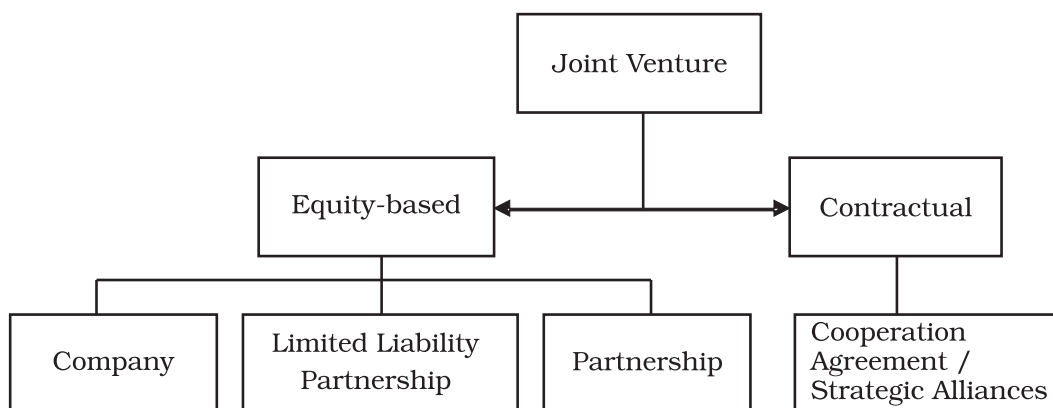 Joint Venture
Equity-based
Contractual
Company
Limited Liability
Partnership
Partnership
Cooperation
Agreement /
Strategic Alliances